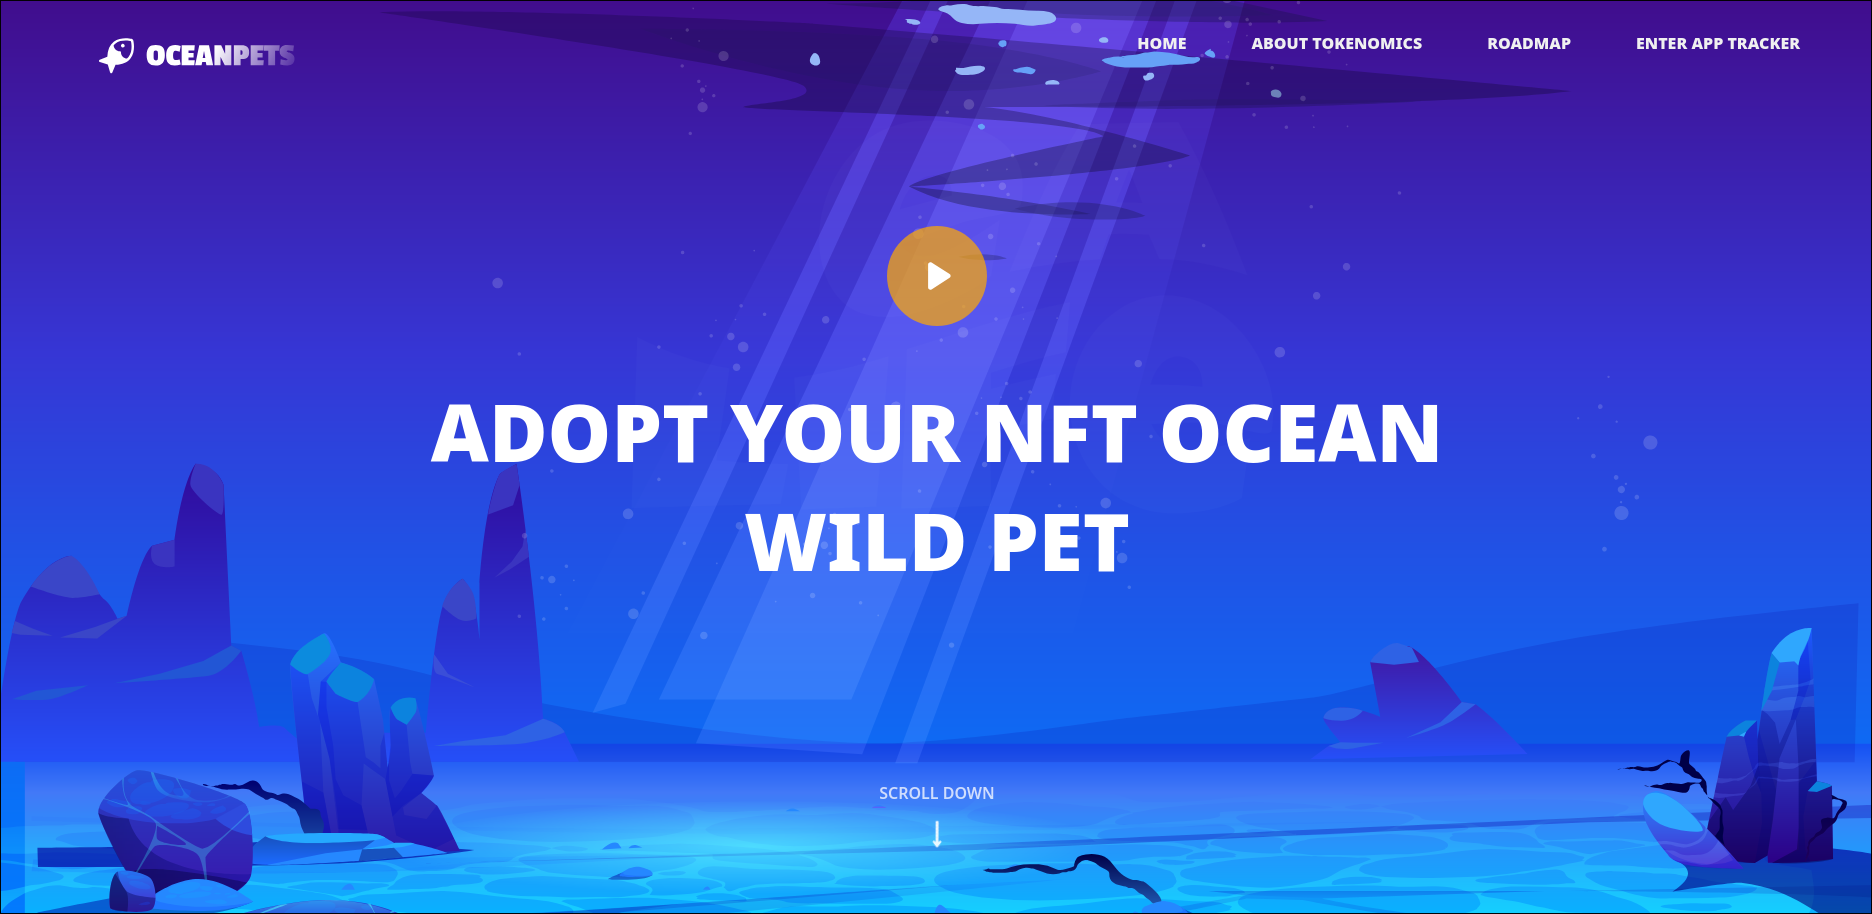 OCEANPETS
HOME
ABOUT TOKENOMICS
ROADMAP
ENTER APP TRACKER
ADOPT YOUR NFT OCEAN
WILD PET
SCROLL DOWN